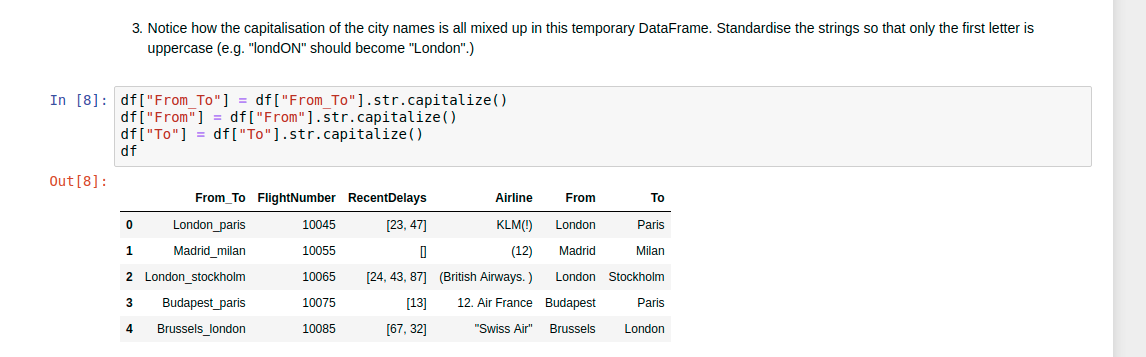 3. Notice how the capitalisation of the city names is all mixed up in this temporary DataFrame. Standardise the strings so that only the first letter is
uppercase (e.g. "londON" should become "London".)
In [8]: df["From_To"] = df["From_To"].str.capitalize()
df["From"] = df["From"].str.capitalize()
df["To"] = df["To"].str.capitalize()
df
Out[8]:
From_To FlightNumber RecentDelays Airline From To
0 London_paris 10045 [23, 47] KLM(!) London Paris
1 Madrid_milan 10055 [] (12) Madrid Milan
2 London_stockholm 10065 [24, 43, 87] (British Airways. ) London Stockholm
3 Budapest_paris 10075 [13] 12. Air France Budapest Paris
4 Brussels_london 10085 [67, 32] "Swiss Air" Brussels London